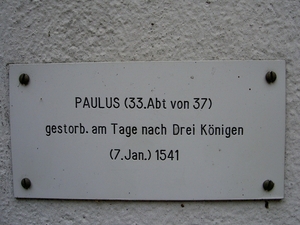 PAULUS (33.Abt von 37)
gestorb. am Tage nach Drei Königen
(7.Jan.) 1541